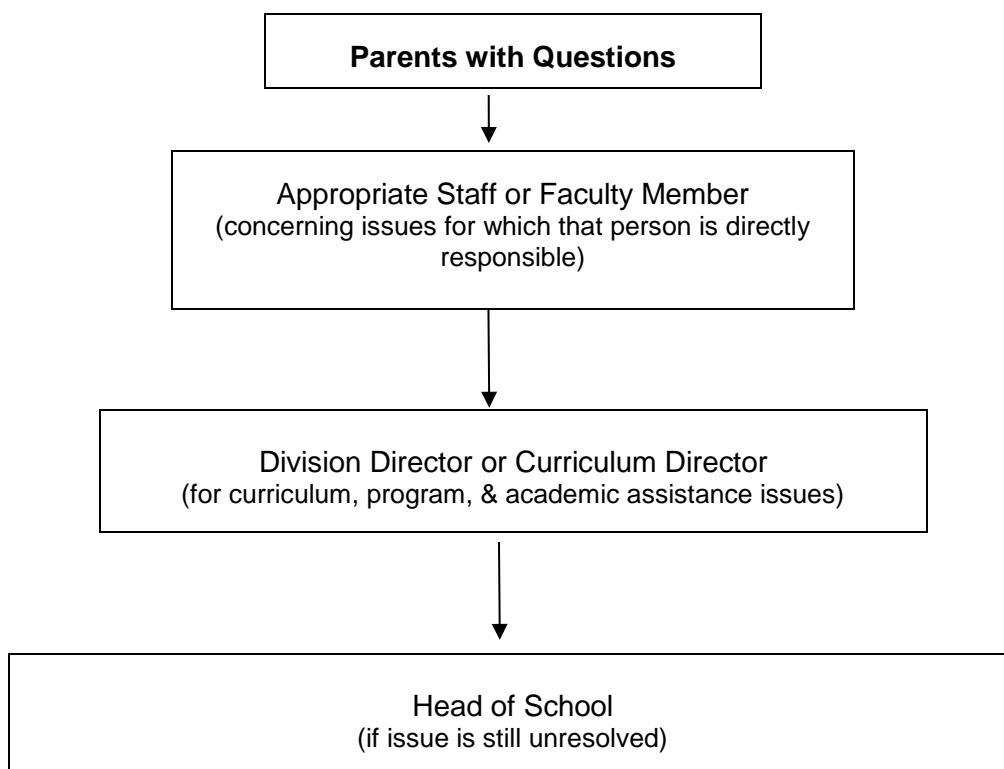 Parents with Questions
Appropriate Staff or Faculty Member
(concerning issues for which that person is directly
responsible)
Division Director or Curriculum Director
(for curriculum, program, & academic assistance issues)
Head of School
(if issue is still unresolved)